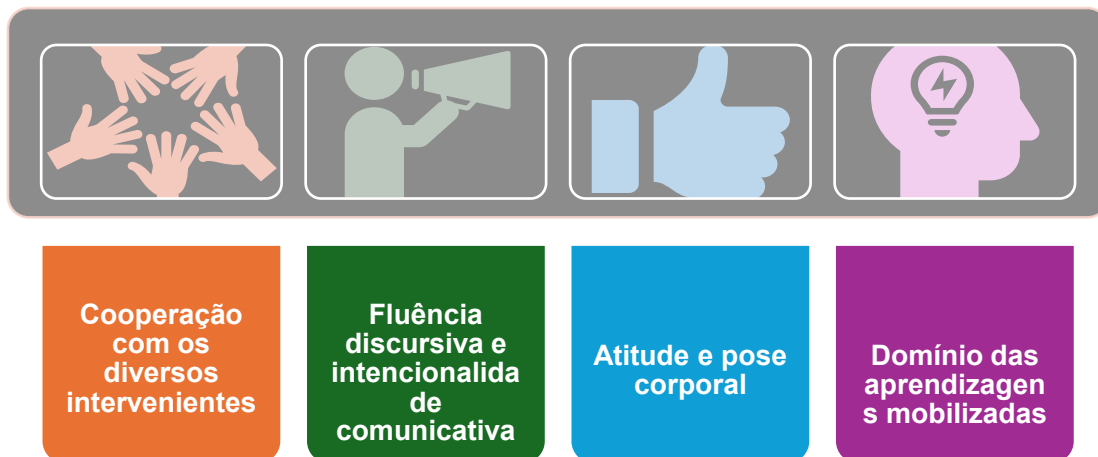 Cooperação
com os
diversos
intervenientes
Fluência
discursiva e
intencionalida
de
comunicativa
Atitude e pose
corporal
Domínio das
aprendizagen
s mobilizadas